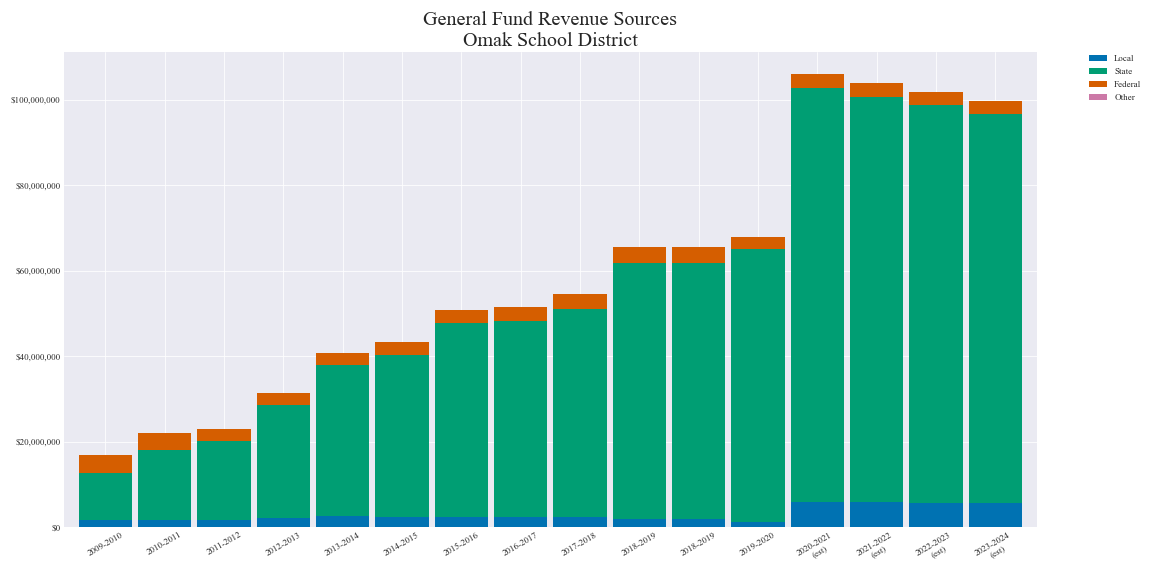 General Fund Revenue Sources
Omak School District
Local
State
Federal
Other
$100,000,000
$80,000,000
$60,000,000
$40,000,000
$20,000,000
$0
2009-2010
2010-2011
2011-2012
2012-2013
2013-2014
2014-2015
2015-2016
2016-2017
2017-2018
2018-2019
2018-2019
2019-2020
2020-2021
(est)
2021-2022
(est)
2022-2023
(est)
2023-2024
(est)